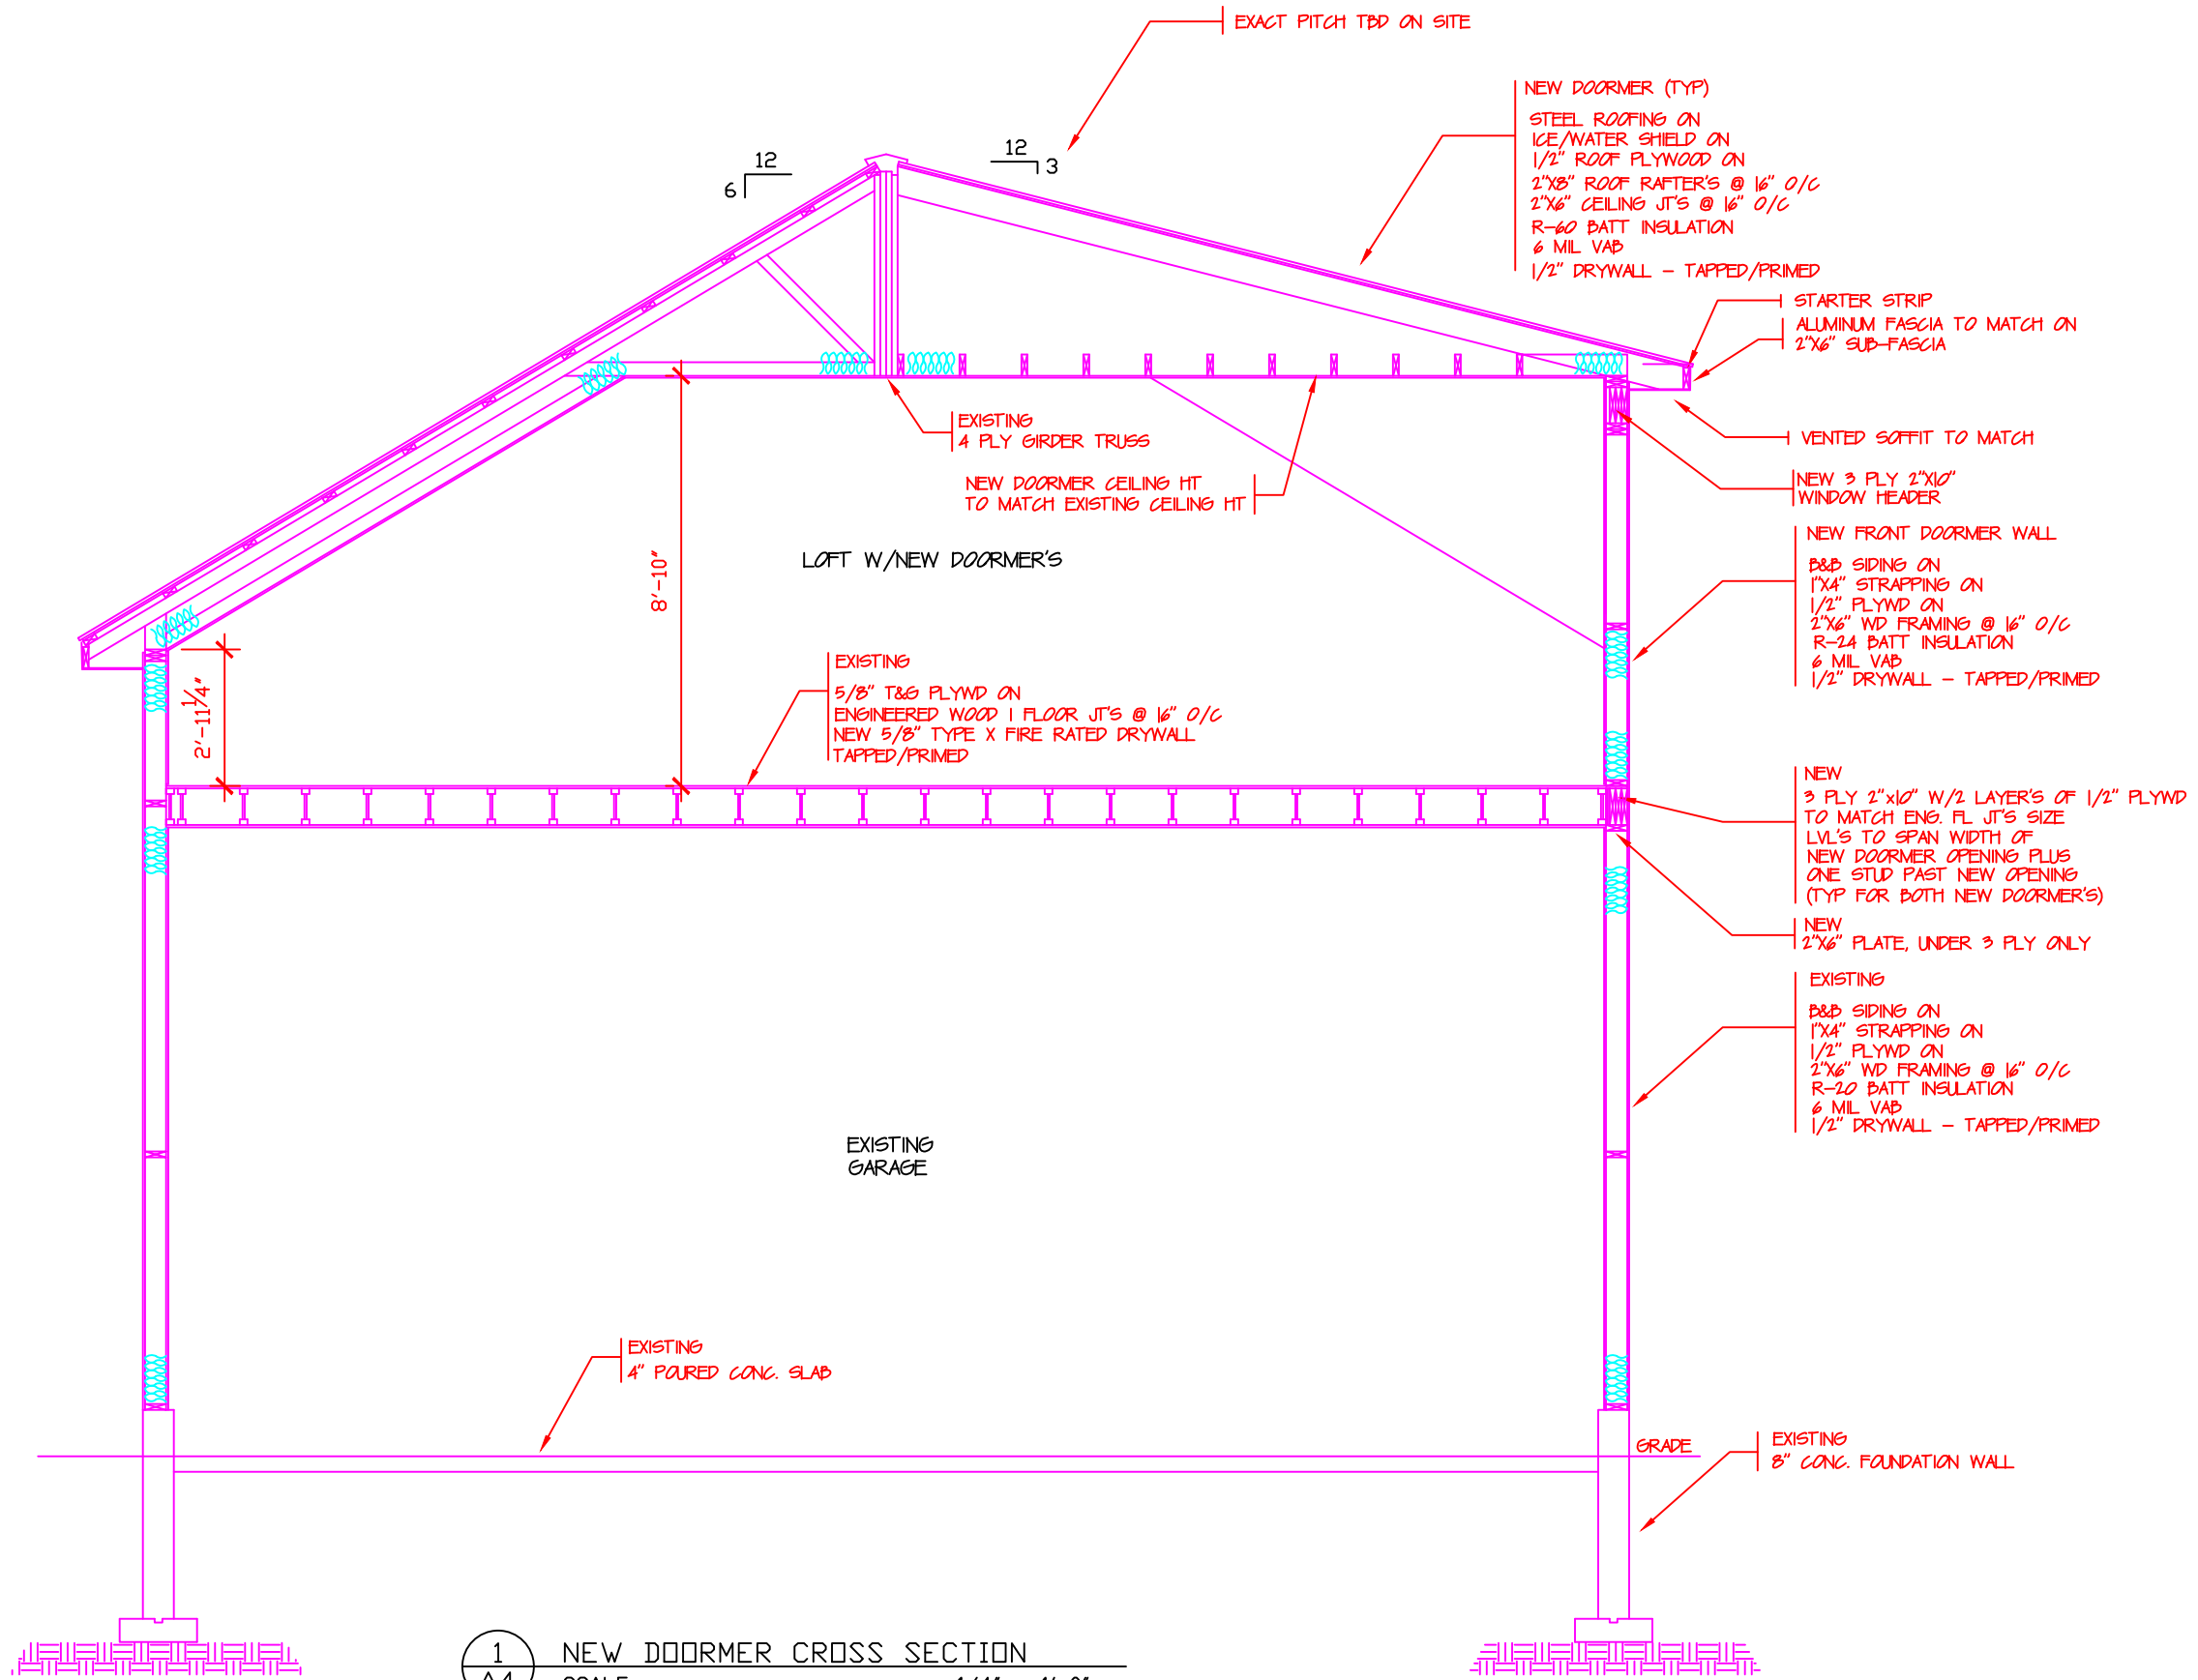 EXACT PITCH TBD ON SITE
NEW DOORMER (TYP)
STEEL ROOFING ON
ICE/WATER SHIELD ON
1/2" ROOF PLYWOOD ON
2"X8" ROOF RAFTER'S @ 16" O/C
2"X6" CEILING JT'S @ 16" O/C
R-60 BATT INSULATION
6 MIL VAB
1/2" DRYWALL - TAPPED/PRIMED
12
6
12
3
STARTER STRIP
ALUMINUM FASCIA TO MATCH ON
2"X6" SUB-FASCIA
EXISTING
4 PLY GIRDER TRUSS
VENTED SOFFIT TO MATCH
NEW DOORMER CEILING HT
TO MATCH EXISTING CEILING HT
NEW 3 PLY 2"X10"
WINDOW HEADER
LOFT W/NEW DOORMER'S
8'-10"
NEW FRONT DOORMER WALL
B&B SIDING ON
1"X4" STRAPPING ON
1/2" PLYWD ON
2"X6" WD FRAMING @ 16" O/C
R-24 BATT INSULATION
6 MIL VAB
1/2" DRYWALL - TAPPED/PRIMED
2'-11 1/4"
EXISTING
5/8" T&G PLYWD ON
ENGINEERED WOOD I FLOOR JT'S @ 16" O/C
NEW 5/8" TYPE X FIRE RATED DRYWALL
TAPPED/PRIMED
NEW
3 PLY 2"x10" W/2 LAYER'S OF 1/2" PLYWD
TO MATCH ENG. FL JT'S SIZE
LVL'S TO SPAN WIDTH OF
NEW DOORMER OPENING PLUS
ONE STUD PAST NEW OPENING
(TYP FOR BOTH NEW DOORMER'S)
NEW
2"X6" PLATE, UNDER 3 PLY ONLY
EXISTING
B&B SIDING ON
1"X4" STRAPPING ON
1/2" PLYWD ON
2"X6" WD FRAMING @ 16" O/C
R-20 BATT INSULATION
6 MIL VAB
1/2" DRYWALL - TAPPED/PRIMED
EXISTING
GARAGE
EXISTING
4" POURED CONC. SLAB
GRADE
EXISTING
8" CONC. FOUNDATION WALL
1
NEW DOORMER CROSS SECTION